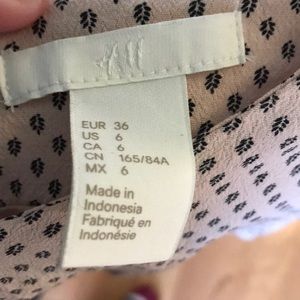 EUR 36
US 6
CA 6
CN 165/84A
MX 6
Made in
Indonesia
Fabriqué en
Indonésie